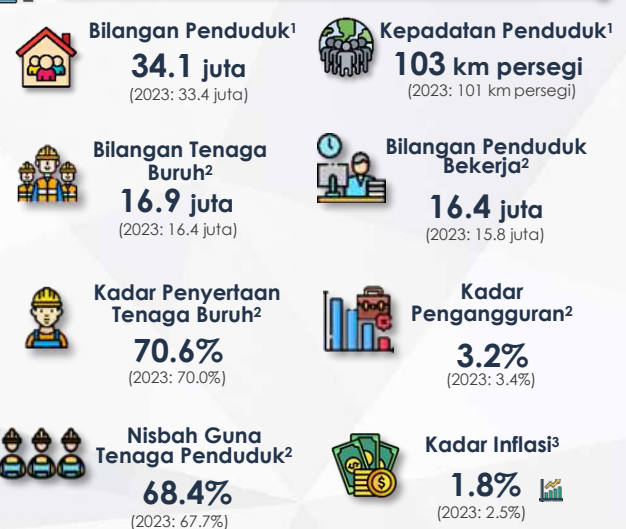 Bilangan Penduduk¹
34.1 juta
(2023: 33.4 juta)
Kepadatan Penduduk¹
103 km persegi
(2023: 101 km persegi)
Bilangan Tenaga
Buruh²
16.9 juta
(2023: 16.4 juta)
Bilangan Penduduk
Bekerja²
16.4 juta
(2023: 15.8 juta)
Kadar Penyertaan
Tenaga Buruh²
70.6%
(2023: 70.0%)
Kadar
Pengangguran²
3.2%
(2023: 3.4%)
Nisbah Guna
Tenaga Penduduk²
68.4%
(2023: 67.7%)
Kadar Inflasi³
1.8%
(2023: 2.5%)